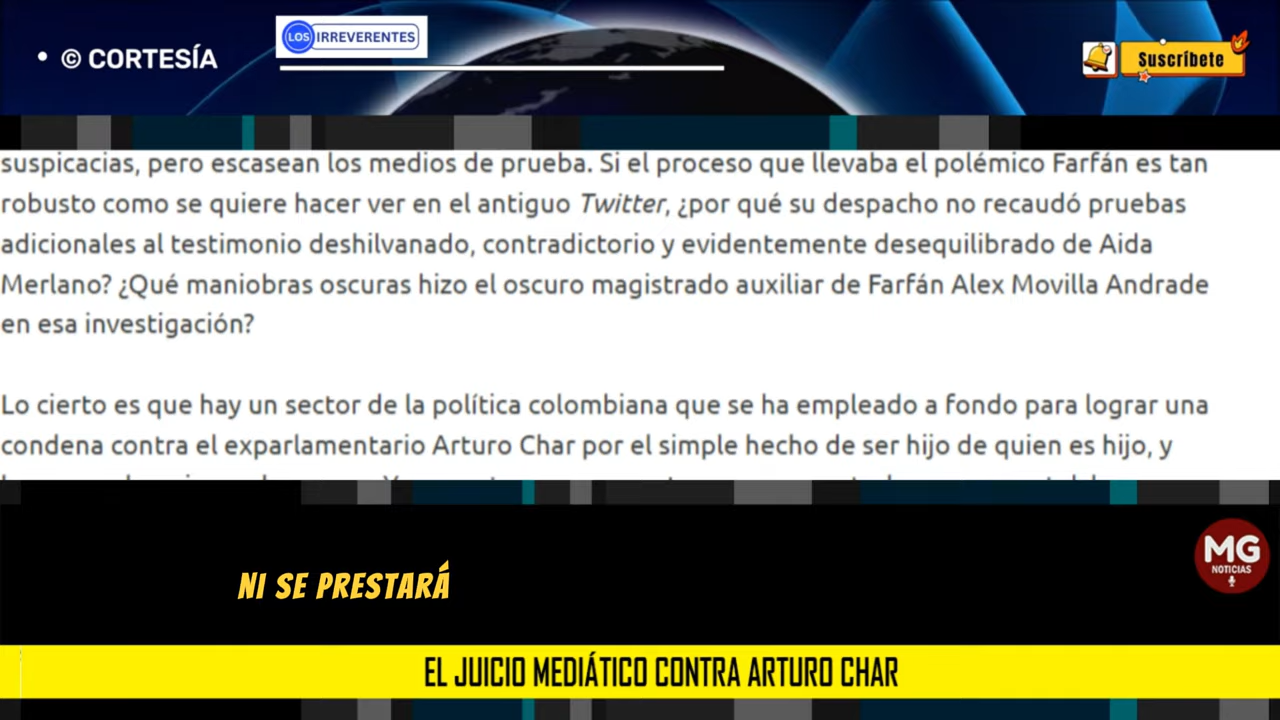 • © CORTESÍA
LOS IRREVERENTES
Suscríbete
suspicacias, pero escasean los medios de prueba. Si el proceso que llevaba el polémico Farfán es tan
robusto como se quiere hacer ver en el antiguo Twitter, ¿por qué su despacho no recaudó pruebas
adicionales al testimonio deshilvanado, contradictorio y evidentemente desequilibrado de Aida
Merlano? ¿Qué maniobras oscuras hizo el oscuro magistrado auxiliar de Farfán Alex Movilla Andrade
en esa investigación?
Lo cierto es que hay un sector de la política colombiana que se ha empleado a fondo para lograr una
condena contra el exparlamentario Arturo Char por el simple hecho de ser hijo de quien es hijo, y
MG
NOTICIAS
NI SE PRESTARÁ
EL JUICIO MEDIÁTICO CONTRA ARTURO CHAR